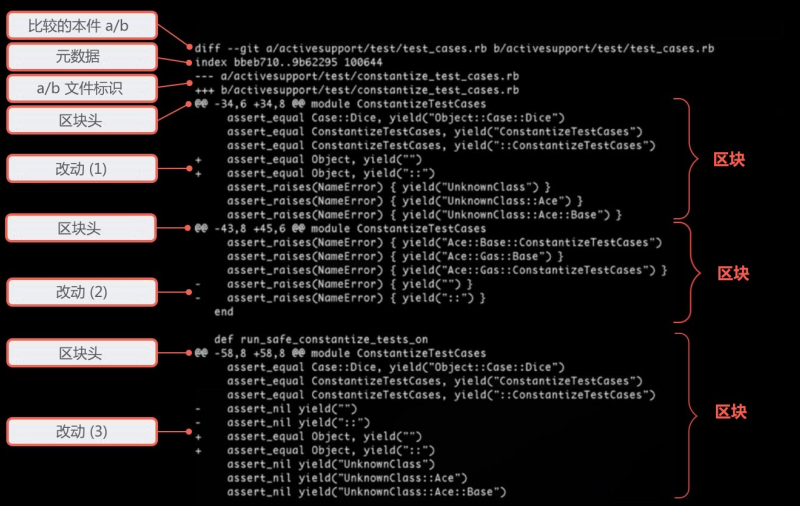 比较的本件 a/b
元数据
a/b 文件标识
区块头
改动 (1)
区块头
改动 (2)
区块头
改动 (3)
diff --git a/activesupport/test/test_cases.rb b/activesupport/test/test_cases.rb
index bbeb710..9b62295 100644
--- a/activesupport/test/constantize_test_cases.rb
+++ b/activesupport/test/constantize_test_cases.rb
@@ -34,6 +34,8 @@ module ConstantizeTestCases
assert_equal Case::Dice, yield("Object::Case::Dice")
assert_equal ConstantizeTestCases, yield("ConstantizeTestCases")
assert_equal ConstantizeTestCases, yield("::ConstantizeTestCases")
+ assert_equal Object, yield("")
+ assert_equal Object, yield("::")
assert_raises(NameError) { yield("UnknownClass") }
assert_raises(NameError) { yield("UnknownClass::Ace") }
assert_raises(NameError) { yield("UnknownClass::Ace::Base") }
@@ -43,8 +45,6 @@ module ConstantizeTestCases
assert_raises(NameError) { yield("Ace::Base::ConstantizeTestCases")
assert_raises(NameError) { yield("Ace::Gas::Base") }
assert_raises(NameError) { yield("Ace::Gas::ConstantizeTestCases") }
- assert_raises(NameError) { yield("") }
- assert_raises(NameError) { yield("::") }
end
def run_safe_constantize_tests_on
@@ -58,8 +58,8 @@ module ConstantizeTestCases
assert_equal Case::Dice, yield("Object::Case::Dice")
assert_equal ConstantizeTestCases, yield("ConstantizeTestCases")
assert_equal ConstantizeTestCases, yield("::ConstantizeTestCases")
- assert_nil yield("")
- assert_nil yield("::")
+ assert_equal Object, yield("")
+ assert_equal Object, yield("::")
assert_nil yield("UnknownClass")
assert_nil yield("UnknownClass::Ace")
assert_nil yield("UnknownClass::Ace::Base")
区块
区块
区块